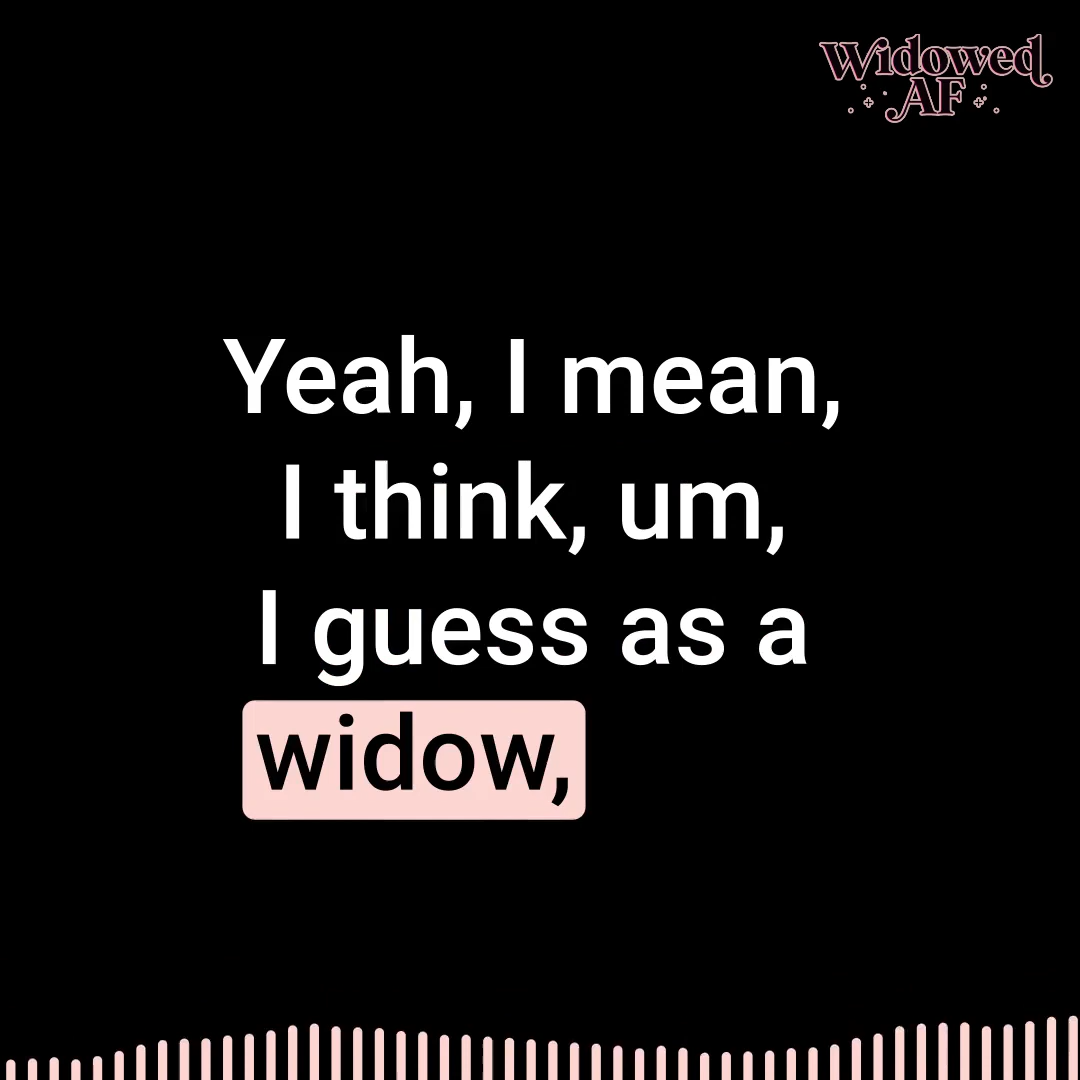 Widowed
AF
Yeah, I mean,
I think, um,
I guess as a
widow,